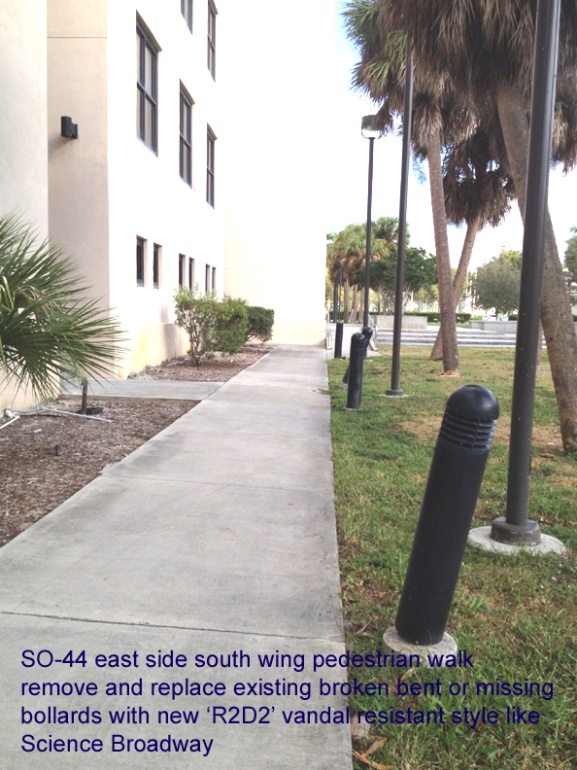 SO-44 east side south wing pedestrian walk
remove and replace existing broken bent or missing
bollards with new ‘R2D2’ vandal resistant style like
Science Broadway